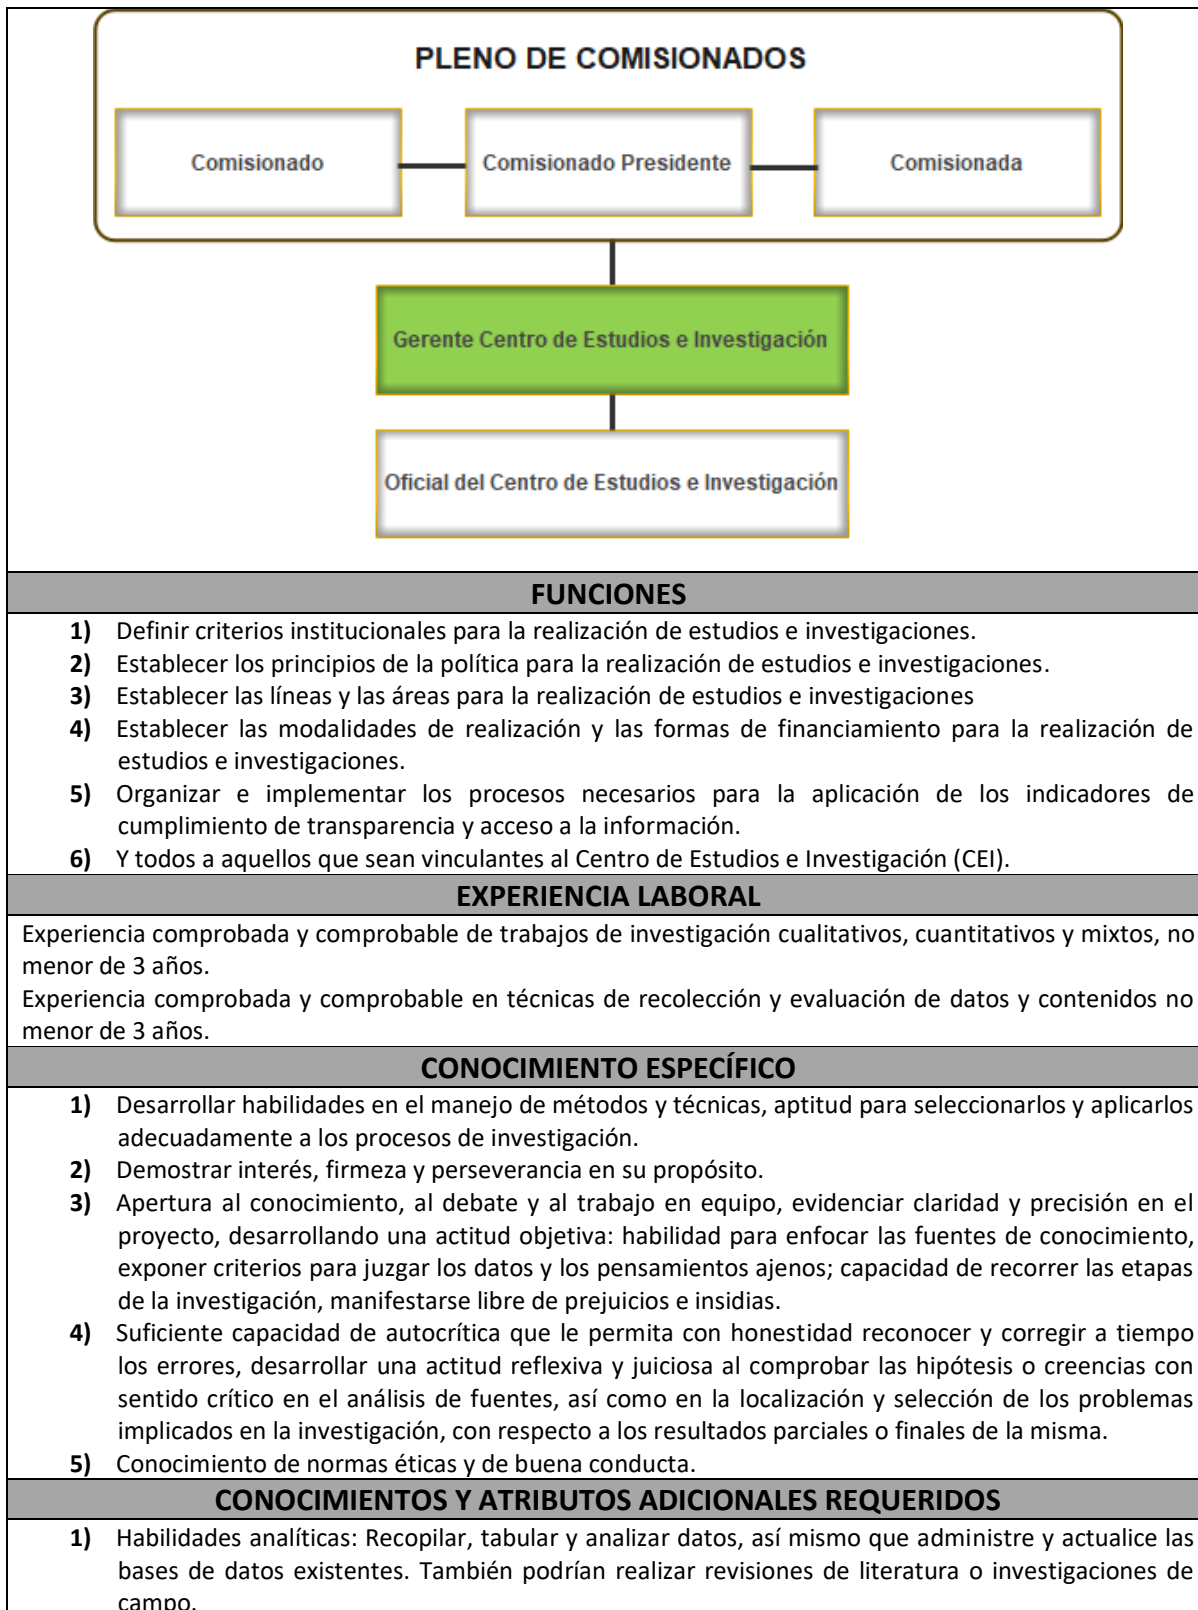 PLENO DE COMISIONADOS
Comisionado
Comisionado Presidente
Comisionada
Gerente Centro de Estudios e Investigación
Oficial del Centro de Estudios e Investigación
FUNCIONES
1) Definir criterios institucionales para la realización de estudios e investigaciones.
2) Establecer los principios de la política para la realización de estudios e investigaciones.
3) Establecer las líneas y las áreas para la realización de estudios e investigaciones
4) Establecer las modalidades de realización y las formas de financiamiento para la realización de
estudios e investigaciones.
5) Organizar e implementar los procesos necesarios para la aplicación de los indicadores de
cumplimiento de transparencia y acceso a la información.
6) Y todos a aquellos que sean vinculantes al Centro de Estudios e Investigación (CEI).
EXPERIENCIA LABORAL
Experiencia comprobada y comprobable de trabajos de investigación cualitativos, cuantitativos y mixtos, no
menor de 3 años.
Experiencia comprobada y comprobable en técnicas de recolección y evaluación de datos y contenidos no
menor de 3 años.
CONOCIMIENTO ESPECÍFICO
1) Desarrollar habilidades en el manejo de métodos y técnicas, aptitud para seleccionarlos y aplicarlos
adecuadamente a los procesos de investigación.
2) Demostrar interés, firmeza y perseverancia en su propósito.
3) Apertura al conocimiento, al debate y al trabajo en equipo, evidenciar claridad y precisión en el
proyecto, desarrollando una actitud objetiva: habilidad para enfocar las fuentes de conocimiento,
exponer criterios para juzgar los datos y los pensamientos ajenos; capacidad de recorrer las etapas
de la investigación, manifestarse libre de prejuicios e insidias.
4) Suficiente capacidad de autocrítica que le permita con honestidad reconocer y corregir a tiempo
los errores, desarrollar una actitud reflexiva y juiciosa al comprobar las hipótesis o creencias con
sentido crítico en el análisis de fuentes, así como en la localización y selección de los problemas
implicados en la investigación, con respecto a los resultados parciales o finales de la misma.
5) Conocimiento de normas éticas y de buena conducta.
CONOCIMIENTOS Y ATRIBUTOS ADICIONALES REQUERIDOS
1) Habilidades analíticas: Recopilar, tabular y analizar datos, así mismo que administre y actualice las
bases de datos existentes. También podrían realizar revisiones de literatura o investigaciones de
campo.